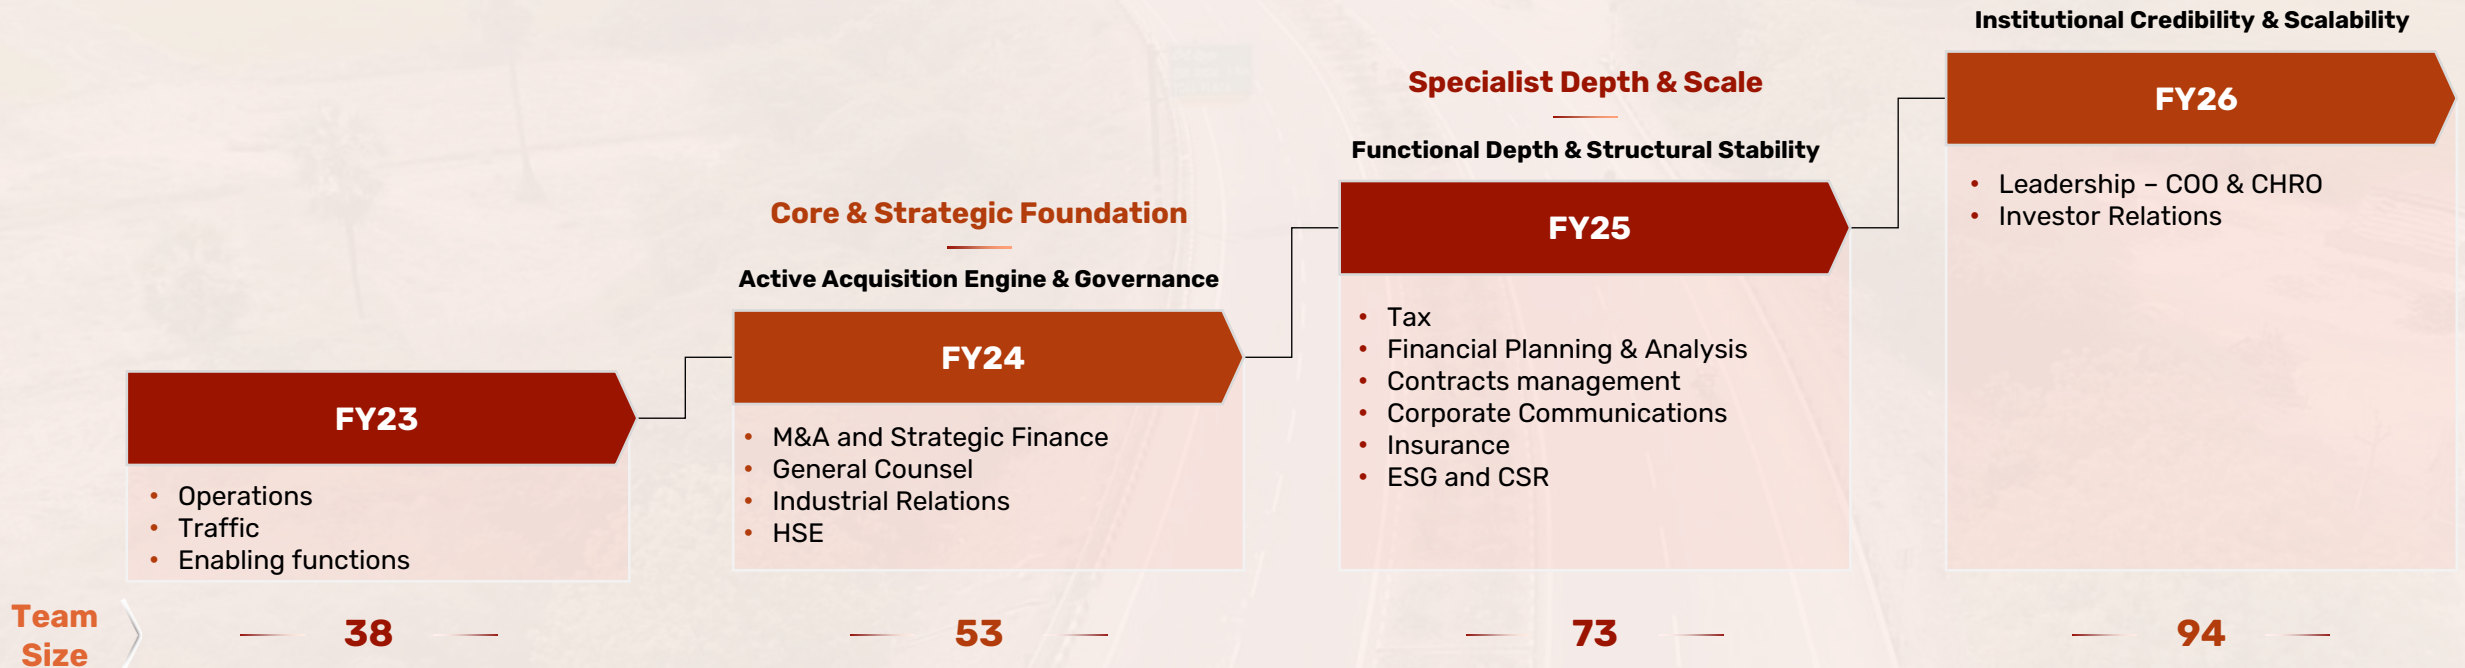 FY23
• Operations
• Traffic
• Enabling functions
Core & Strategic Foundation
Active Acquisition Engine & Governance
FY24
• M&A and Strategic Finance
• General Counsel
• Industrial Relations
• HSE
Specialist Depth & Scale
Functional Depth & Structural Stability
FY25
• Tax
• Financial Planning & Analysis
• Contracts management
• Corporate Communications
• Insurance
• ESG and CSR
Institutional Credibility & Scalability
FY26
• Leadership – COO & CHRO
• Investor Relations
Team
Size
38
53
73
94